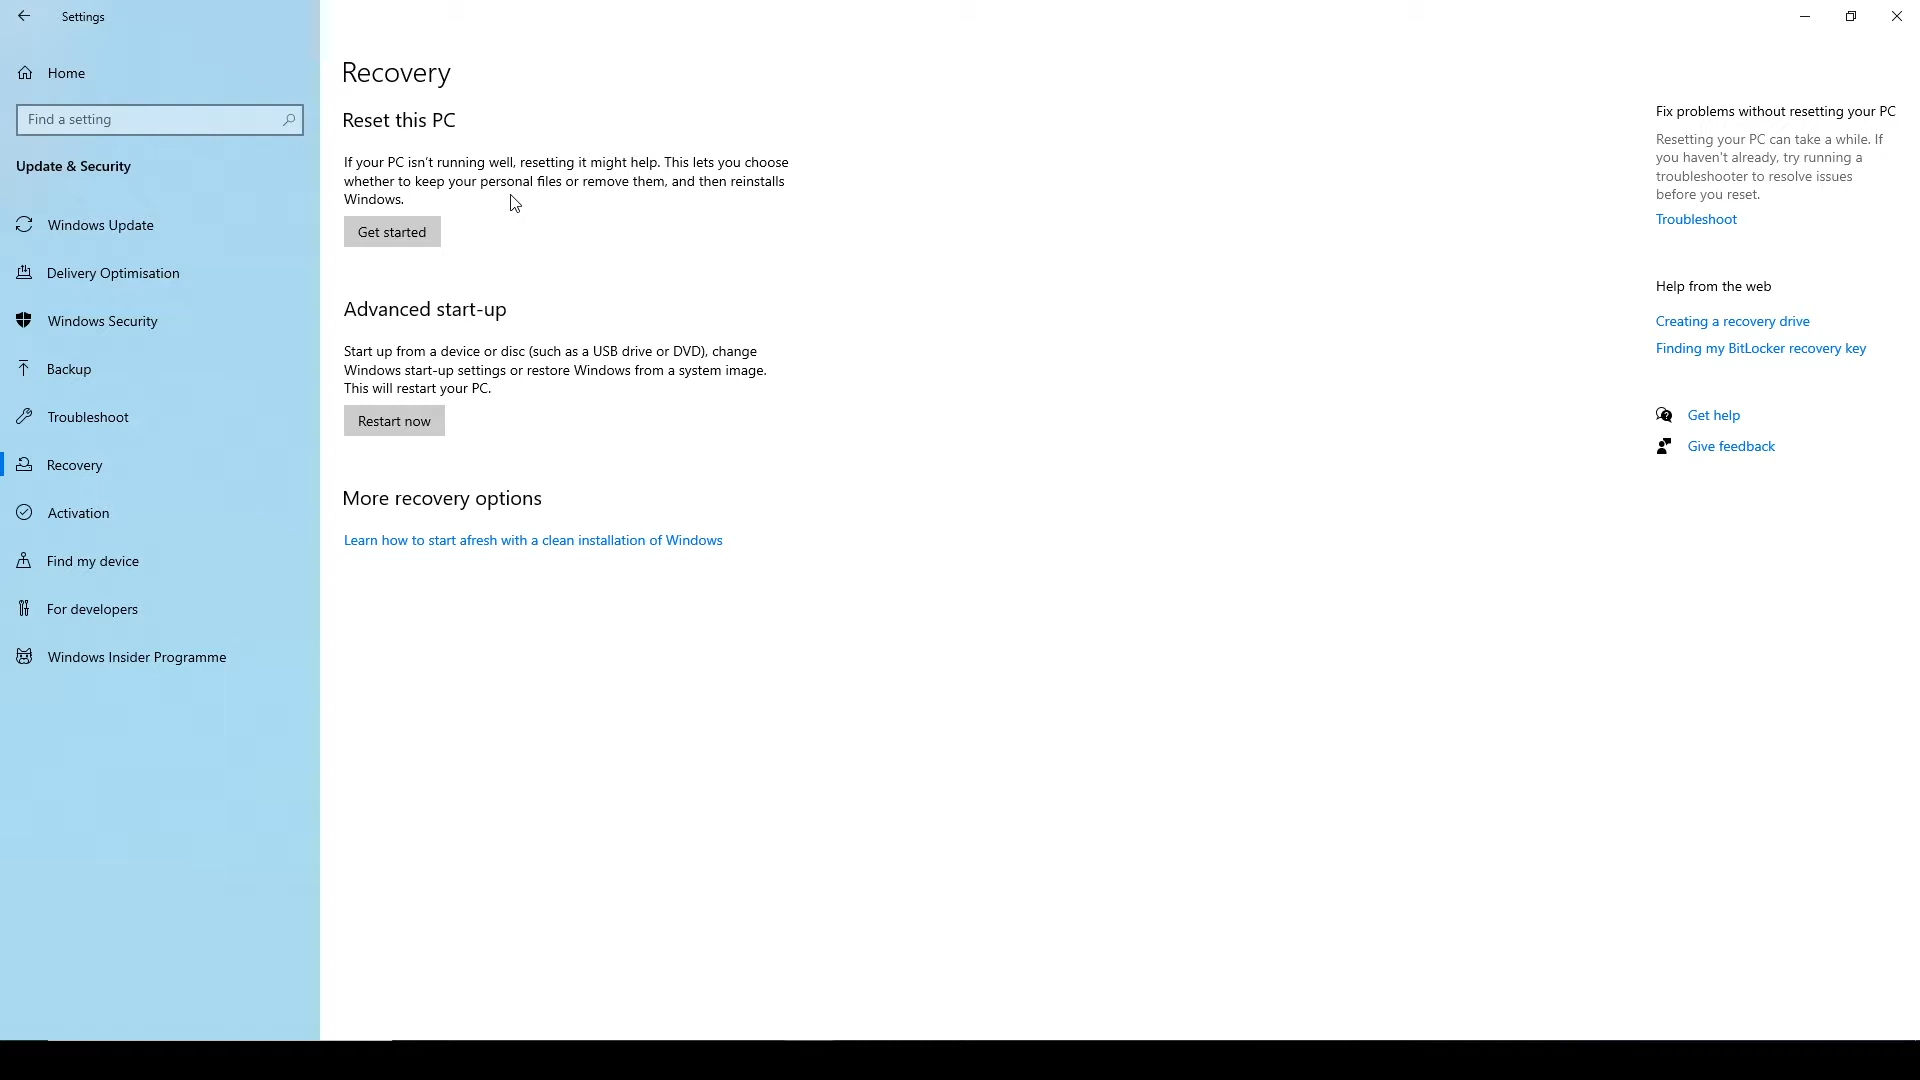 Settings
Home
Find a setting
Update & Security
Windows Update
Delivery Optimisation
Windows Security
Backup
Troubleshoot
Recovery
Activation
Find my device
For developers
Windows Insider Programme
Recovery
Reset this PC
If your PC isn't running well, resetting it might help. This lets you choose
whether to keep your personal files or remove them, and then reinstalls
Windows.
Get started
Advanced start-up
Start up from a device or disc (such as a USB drive or DVD), change
Windows start-up settings or restore Windows from a system image.
This will restart your PC.
Restart now
More recovery options
Learn how to start afresh with a clean installation of Windows
Fix problems without resetting your PC
Resetting your PC can take a while. If
you haven't already, try running a
troubleshooter to resolve issues
before you reset.
Troubleshoot
Help from the web
Creating a recovery drive
Finding my BitLocker recovery key
Get help
Give feedback